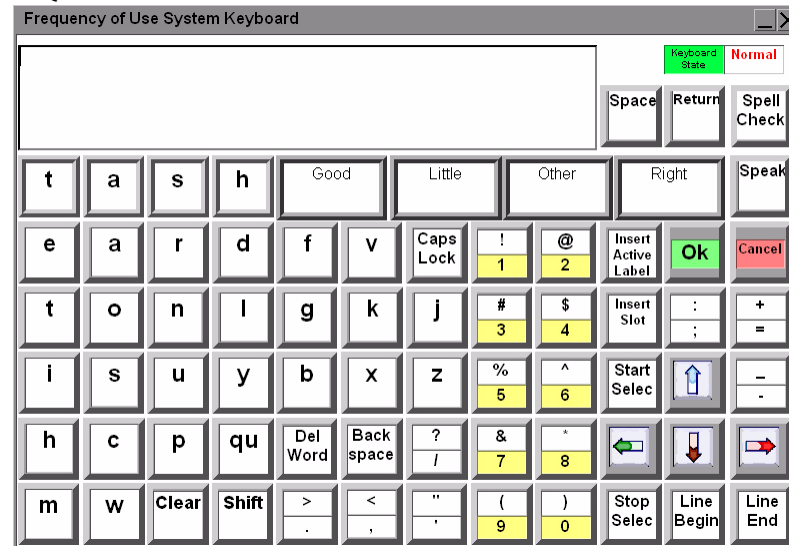 Frequency of Use System Keyboard
Keyboard State Normal
Space Return Spell Check
t a s h Good Little Other Right Speak
e a r d f v Caps Lock ! 1 @ 2 Insert Active Label Ok Cancel
t o n l g k j # 3 $ 4 Insert Slot : ; + =
i s u y b x z % 5 ^ 6 Start Selec _ -
h c p qu Del Word Back space ? / & 7 * 8
m w Clear Shift > . < , " ' ( 9 ) 0 Stop Selec Line Begin Line End